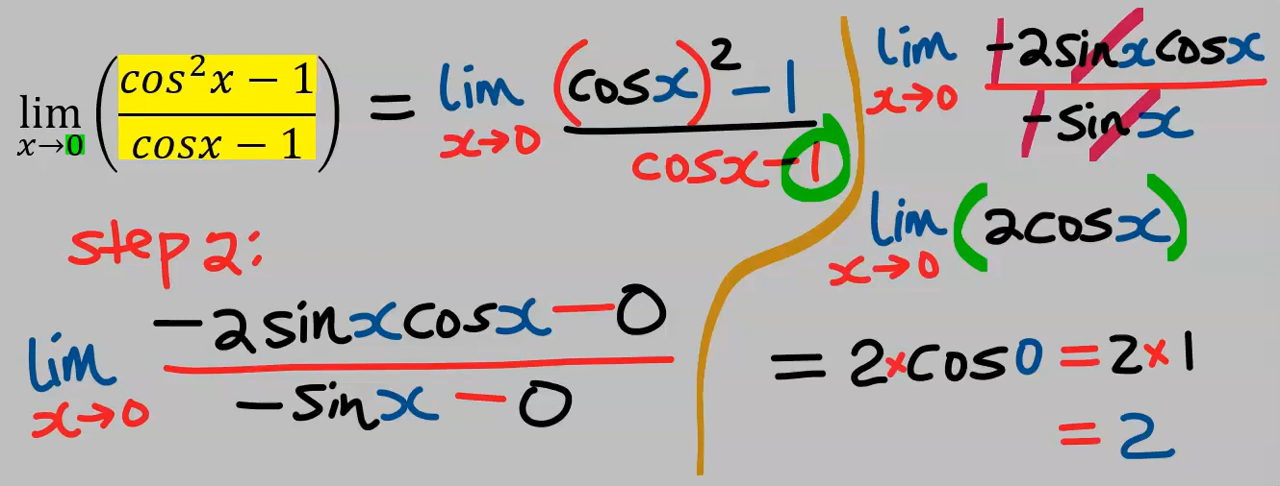 lim x→0 (cos²x − 1 / cosx − 1) = lim x→0 (cosx)² − 1 / cosx − 1
step 2:
lim x→0 −2sinxcosx − 0 / −sinx − 0
lim x→0 −2sinxcosx / −sinx
lim x→0 (2cosx)
= 2×cos0 = 2×1
= 2